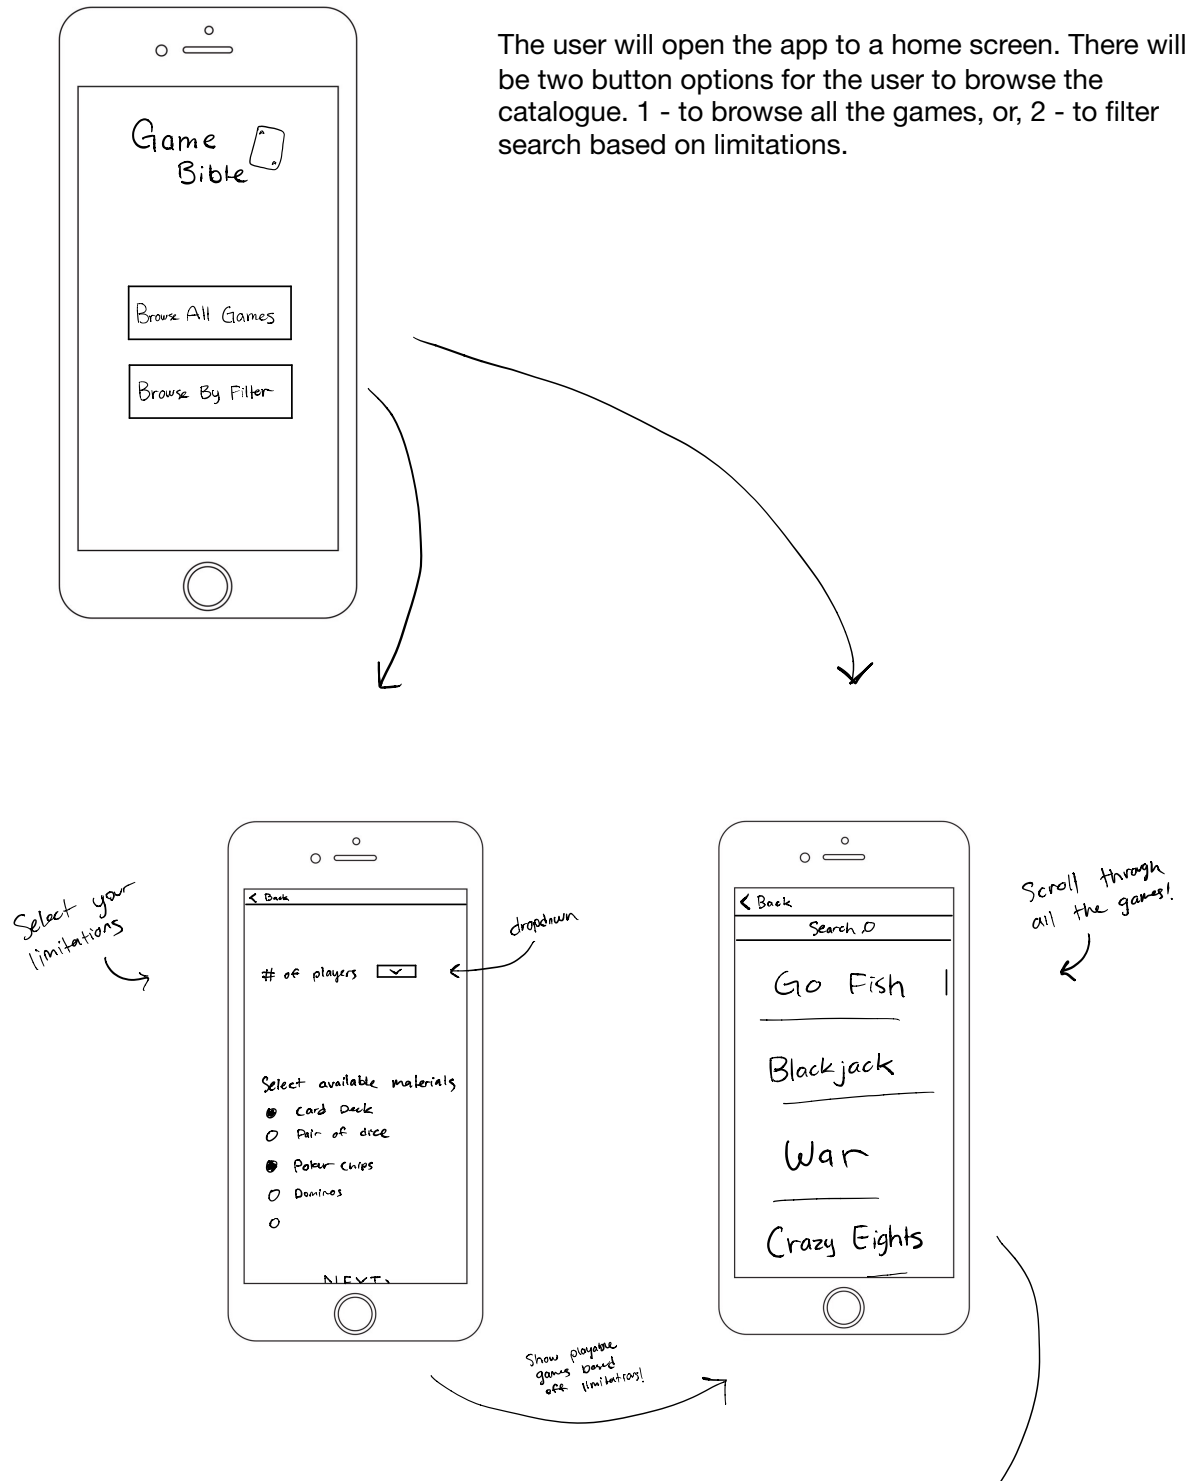 The user will open the app to a home screen. There will
be two button options for the user to browse the
catalogue. 1 - to browse all the games, or, 2 - to filter
search based on limitations.
Game
Bible
Browse All Games
Browse By Filter
Select your
limitations
< Back
# of players
dropdown
Select available materials
Card Deck
Pair of dice
Poker chips
Dominos
NEXT>
Show playable
games based
off limitations!
< Back
Search
Go Fish
Blackjack
War
Crazy Eights
Scroll through
all the games!